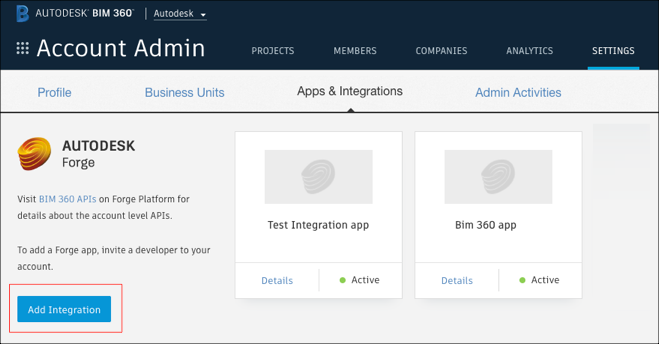 AUTODESK® BIM 360™ Autodesk
Account Admin
PROJECTS MEMBERS COMPANIES ANALYTICS SETTINGS
Profile Business Units Apps & Integrations Admin Activities
AUTODESK
Forge
Visit BIM 360 APIs on Forge Platform for
details about the account level APIs.
To add a Forge app, invite a developer to your
account.
Add Integration
Test Integration app
Details Active
Bim 360 app
Details Active